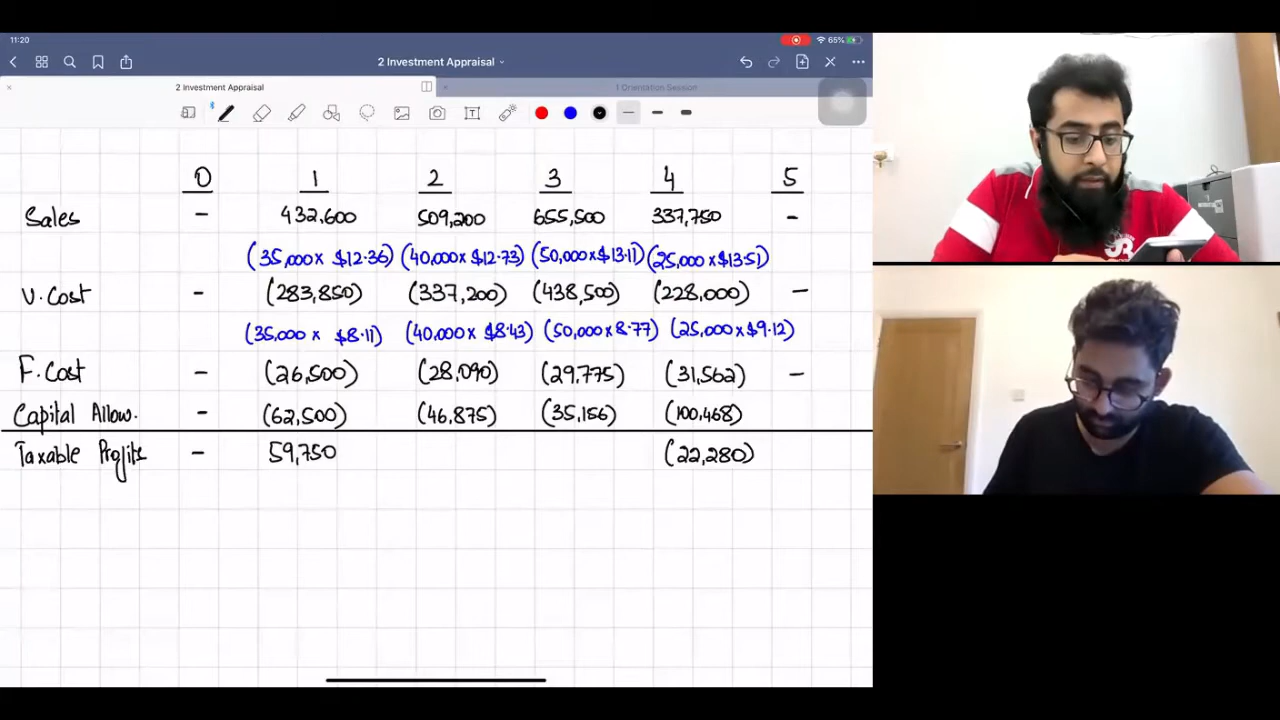 11:20
65%
2 Investment Appraisal
2 Investment Appraisal
1 Orientation Session
0 1 2 3 4 5
Sales - 432,600 509,200 655,500 337,750 -
(35,000 x $12.36) (40,000 x $12.73) (50,000 x $13.11) (25,000 x $13.51)
V. Cost - (283,850) (337,200) (438,500) (228,000) -
(35,000 x $8.11) (40,000 x $8.43) (50,000 x 8.77) (25,000 x $9.12)
F. Cost - (26,500) (28,090) (29,775) (31,562) -
Capital Allow. - (62,500) (46,875) (35,156) (100,468)
Taxable Profits - 59,750 (22,280)